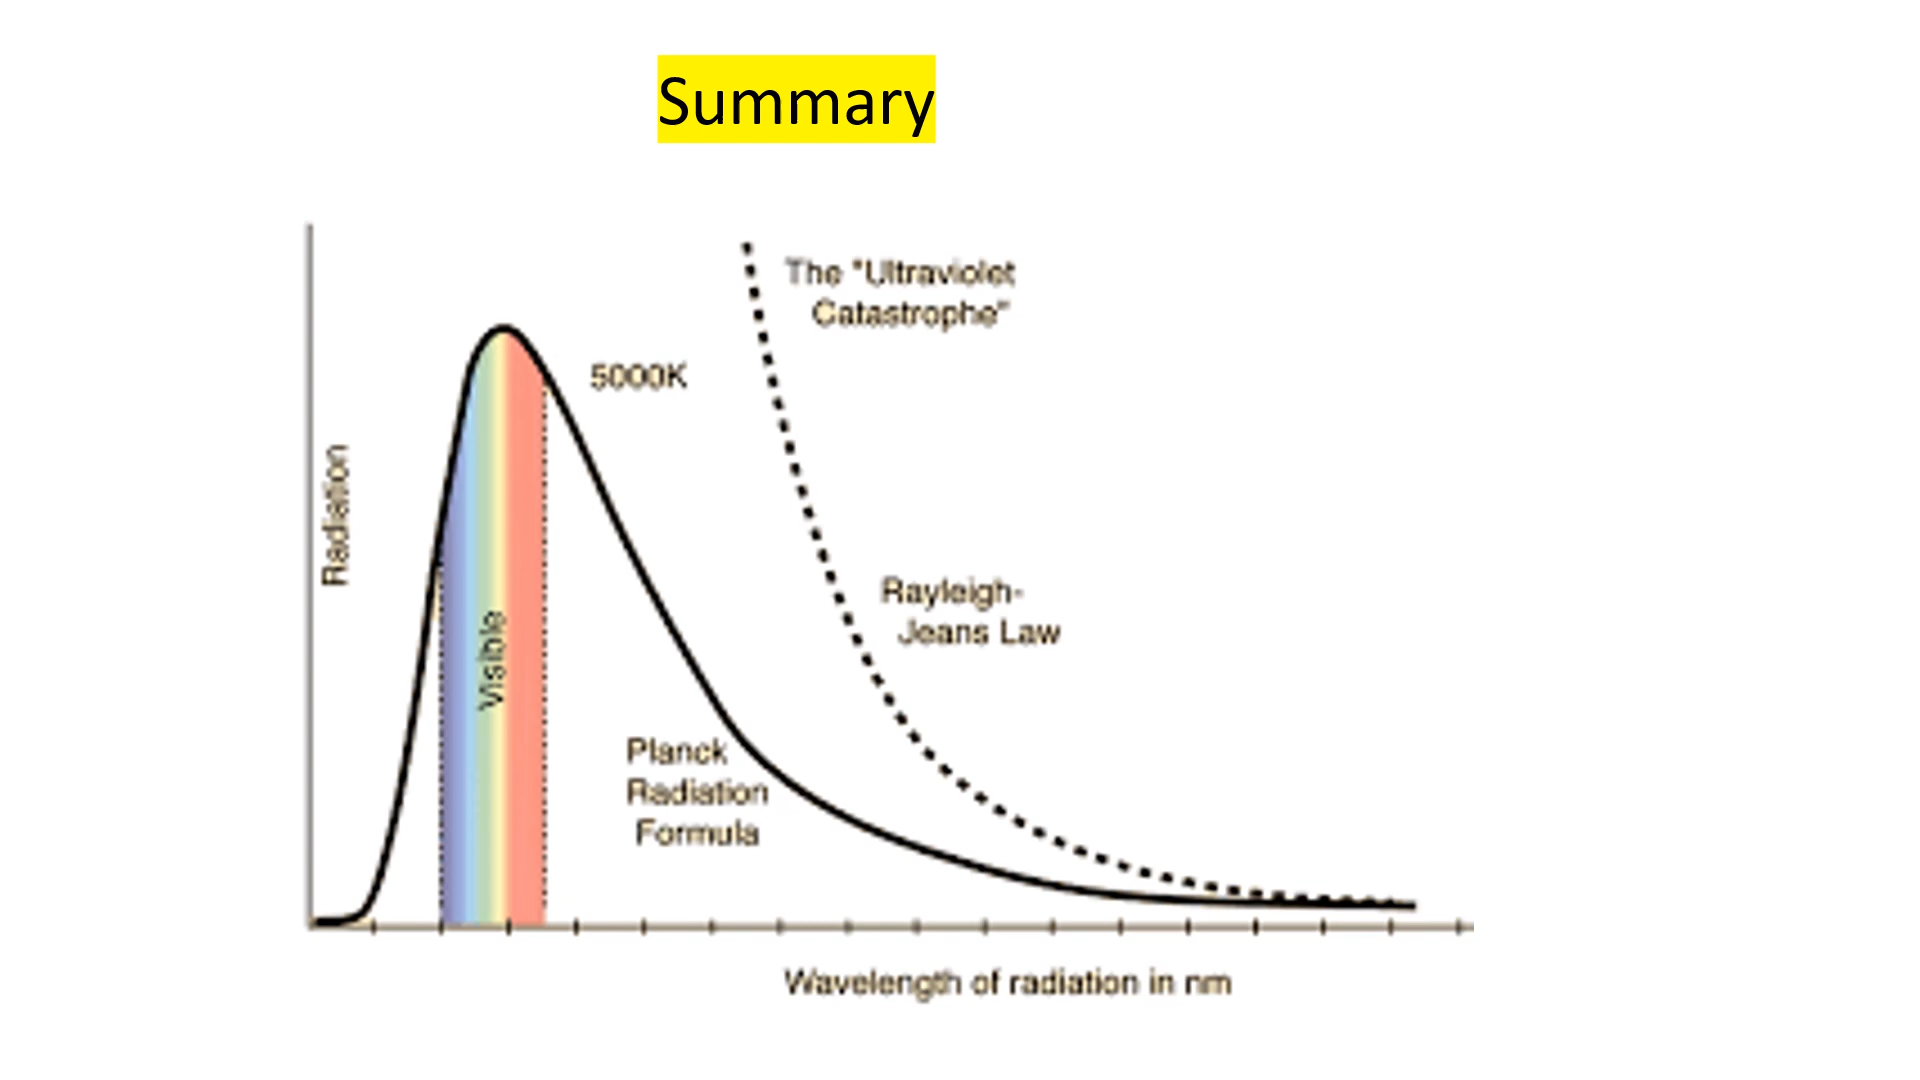 Summary
The "Ultraviolet
Catastrophe"
5000K
Radiation
Rayleigh-
Jeans Law
Visible
Planck
Radiation
Formula
Wavelength of radiation in nm